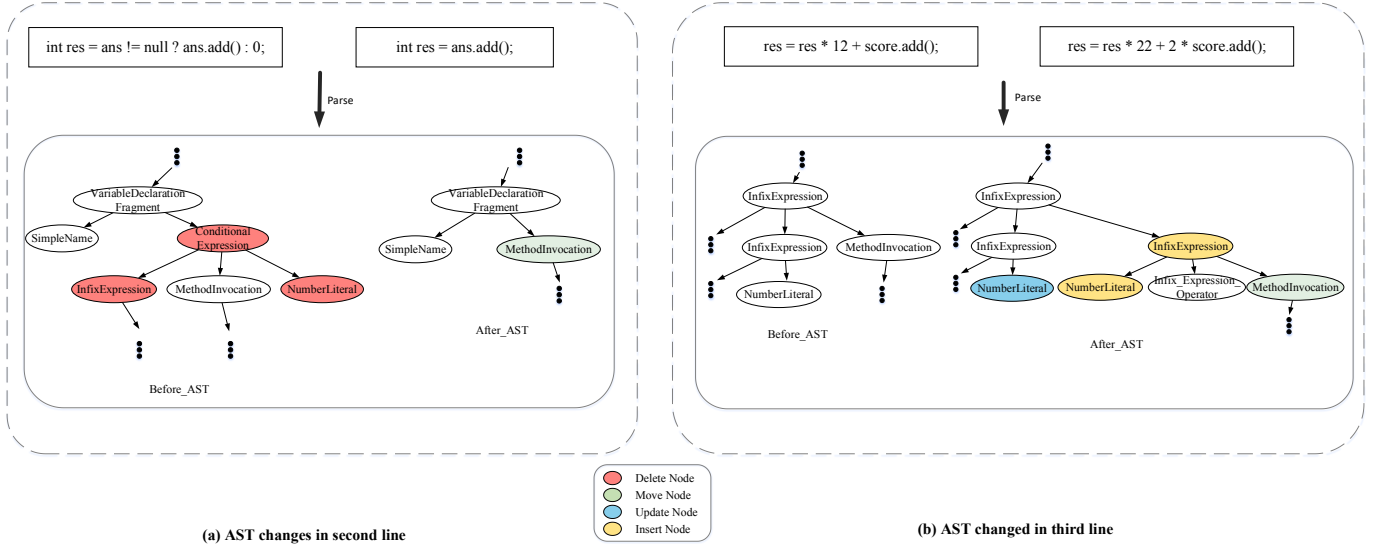 int res = ans != null ? ans.add() : 0;
int res = ans.add();
Parse
VariableDeclaration
Fragment
SimpleName
Conditional
Expression
InfixExpression
MethodInvocation
NumberLiteral
Before_AST
VariableDeclaration
Fragment
SimpleName
MethodInvocation
After_AST
res = res * 12 + score.add();
res = res * 22 + 2 * score.add();
Parse
InfixExpression
InfixExpression
MethodInvocation
NumberLiteral
Before_AST
InfixExpression
InfixExpression
InfixExpression
NumberLiteral
NumberLiteral
Infix_Expression_
Operator
MethodInvocation
After_AST
Delete Node
Move Node
Update Node
Insert Node
(a) AST changes in second line
(b) AST changed in third line